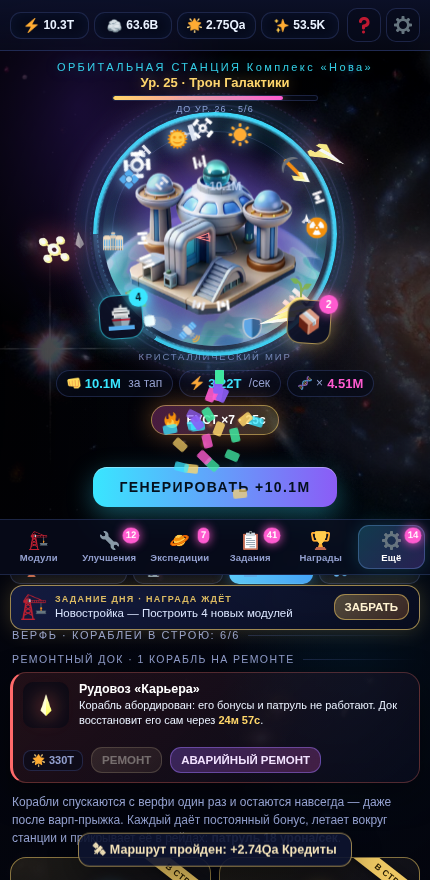 10.3T 63.6B 2.75Qa 53.5K
ОРБИТАЛЬНАЯ СТАНЦИЯ Комплекс «Нова»
Ур. 25 · Трон Галактики
ДО УР. 26 · 5/6
+10.1M
4
2
КРИСТАЛЛИЧЕСКИЙ МИР
10.1M за тап
/сек
× 4.51M
×7
ГЕНЕРИРОВАТЬ +10.1M
12 7 41 14
Модули Улучшения Экспедиции Задания Награды Ещё
ЗАДАНИЕ ДНЯ · НАГРАДА ЖДЁТ
Новостройка — Построить 4 новых модулей
ЗАБРАТЬ
ВЕРФЬ · КОРАБЛЕЙ В СТРОЮ: 6/6
РЕМОНТНЫЙ ДОК · 1 КОРАБЛЬ НА РЕМОНТЕ
Рудовоз «Карьера»
Корабль абордирован: его бонусы и патруль не работают. Док
восстановит его сам через 24м 57с.
330T РЕМОНТ АВАРИЙНЫЙ РЕМОНТ
Корабли спускаются с верфи один раз и остаются навсегда — даже
после варп-прыжка. Каждый даёт постоянный бонус, летает вокруг
станции и
Маршрут пройден: +2.74Qa Кредиты